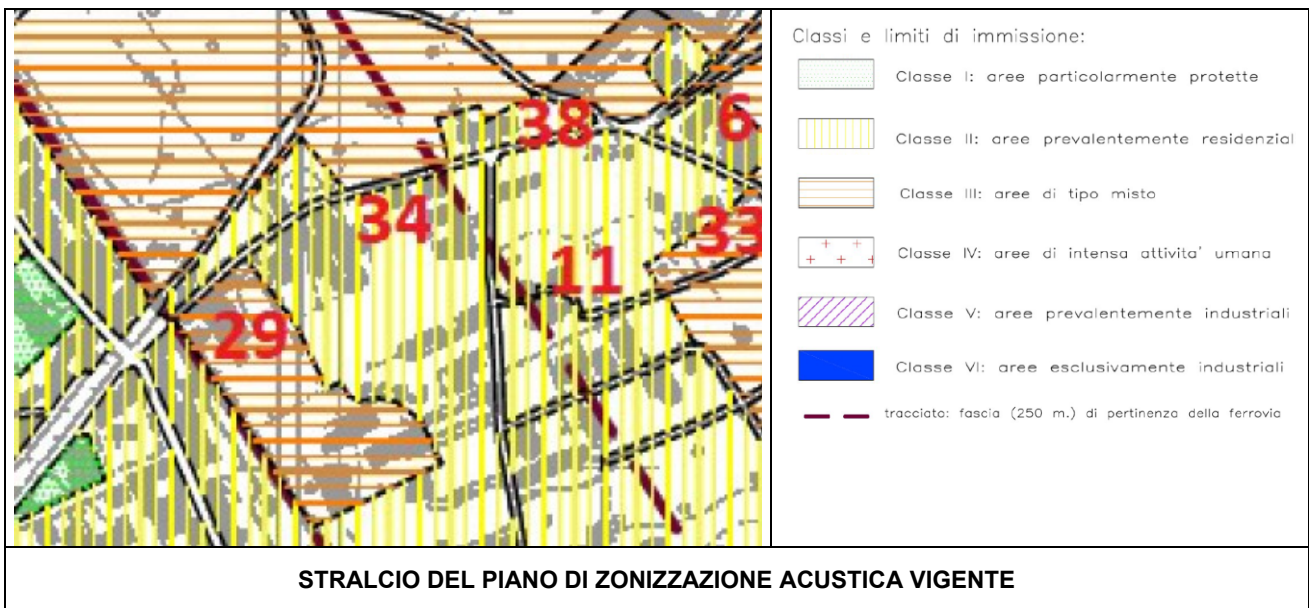 38
6
34
33
11
29
Classi e limiti di immissione:
Classe I: aree particolarmente protette
Classe II: aree prevalentemente residenzial
Classe III: aree di tipo misto
Classe IV: aree di intensa attivita' umana
Classe V: aree prevalentemente industriali
Classe VI: aree esclusivamente industriali
tracciato: fascia (250 m.) di pertinenza della ferrovia
STRALCIO DEL PIANO DI ZONIZZAZIONE ACUSTICA VIGENTE